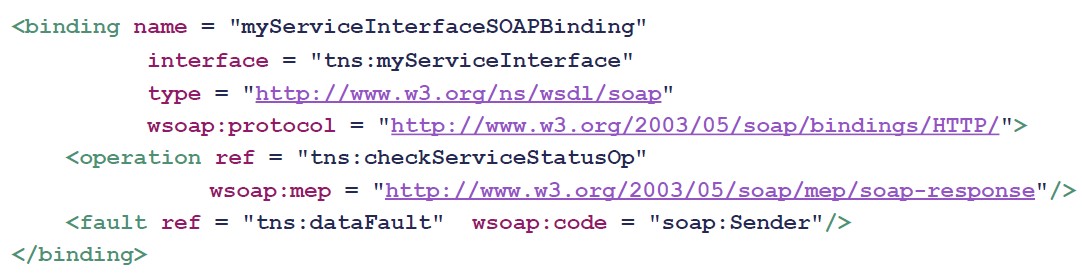 <binding name = "myServiceInterfaceSOAPBinding"
interface = "tns:myServiceInterface"
type = "http://www.w3.org/ns/wsdl/soap"
wsoap:protocol = "http://www.w3.org/2003/05/soap/bindings/HTTP/">
<operation ref = "tns:checkServiceStatusOp"
wsoap:mep = "http://www.w3.org/2003/05/soap/mep/soap-response"/>
<fault ref = "tns:dataFault"  wsoap:code = "soap:Sender"/>
</binding>